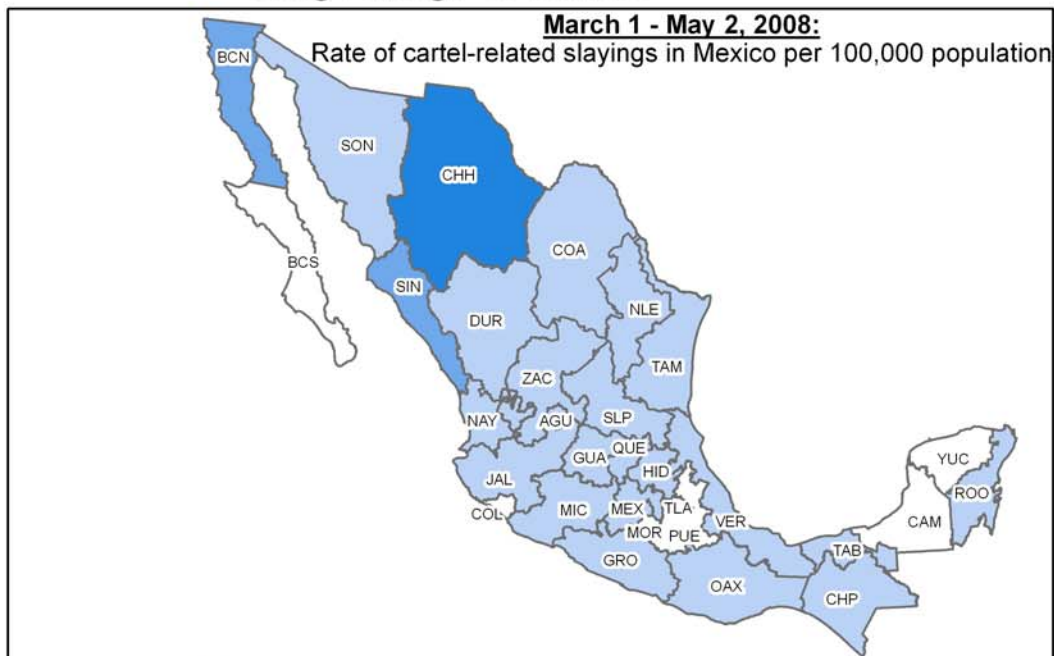 March 1 - May 2, 2008:
Rate of cartel-related slayings in Mexico per 100,000 population
BCN
SON
CHH
BCS
COA
SIN
NLE
DUR
TAM
ZAC
NAY
AGU
SLP
QUE
GUA
HID
YUC
JAL
ROO
COL
MIC
MEX
TLA
VER
CAM
MOR
PUE
TAB
GRO
OAX
CHP